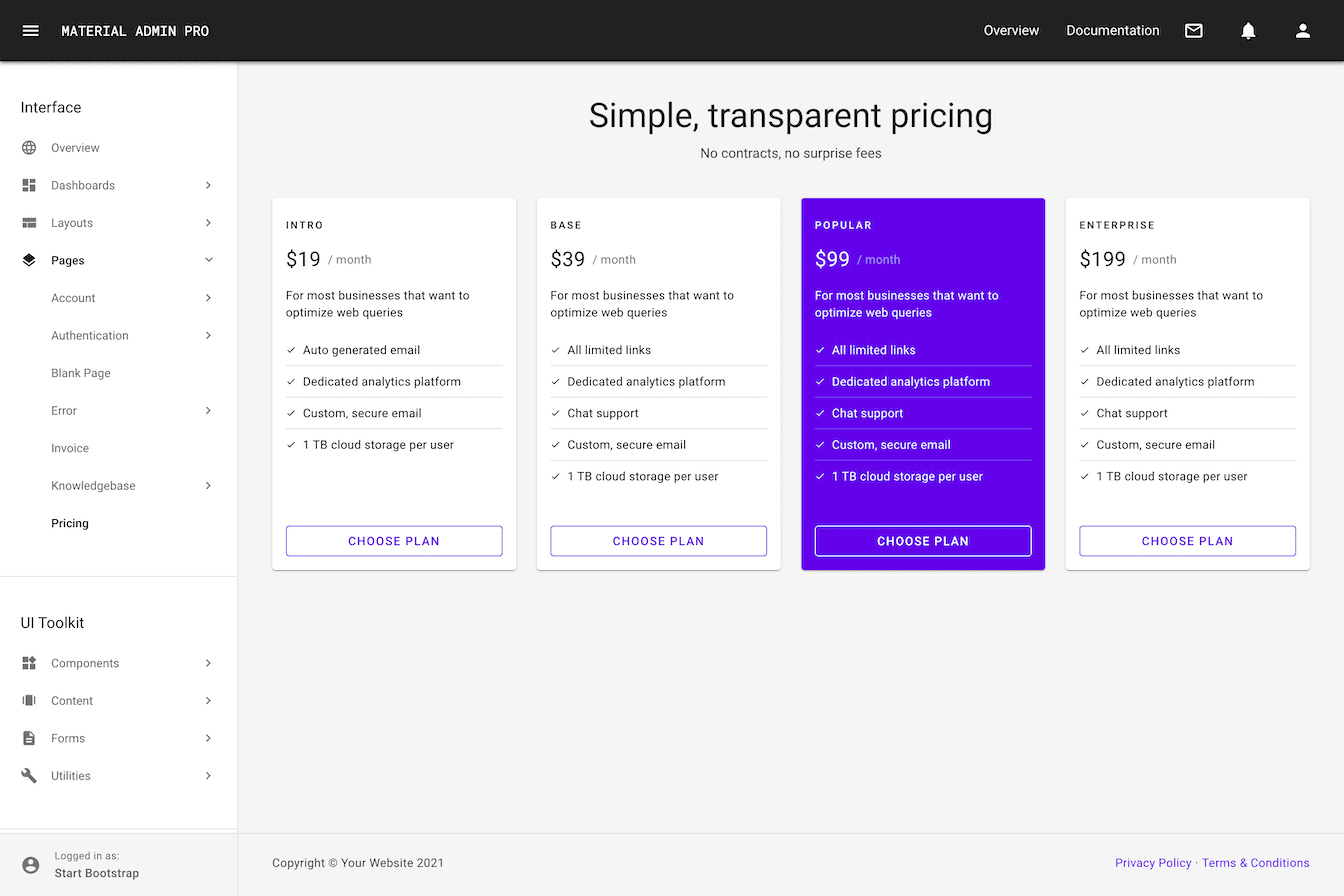 MATERIAL ADMIN PRO
Overview
Documentation
Interface
Overview
Dashboards
Layouts
Pages
Account
Authentication
Blank Page
Error
Invoice
Knowledgebase
Pricing
UI Toolkit
Components
Content
Forms
Utilities
Logged in as:
Start Bootstrap
Simple, transparent pricing
No contracts, no surprise fees
INTRO
$19 / month
For most businesses that want to
optimize web queries
Auto generated email
Dedicated analytics platform
Custom, secure email
1 TB cloud storage per user
CHOOSE PLAN
BASE
$39 / month
For most businesses that want to
optimize web queries
All limited links
Dedicated analytics platform
Chat support
Custom, secure email
1 TB cloud storage per user
CHOOSE PLAN
POPULAR
$99 / month
For most businesses that want to
optimize web queries
All limited links
Dedicated analytics platform
Chat support
Custom, secure email
1 TB cloud storage per user
CHOOSE PLAN
ENTERPRISE
$199 / month
For most businesses that want to
optimize web queries
All limited links
Dedicated analytics platform
Chat support
Custom, secure email
1 TB cloud storage per user
CHOOSE PLAN
Copyright © Your Website 2021
Privacy Policy · Terms & Conditions